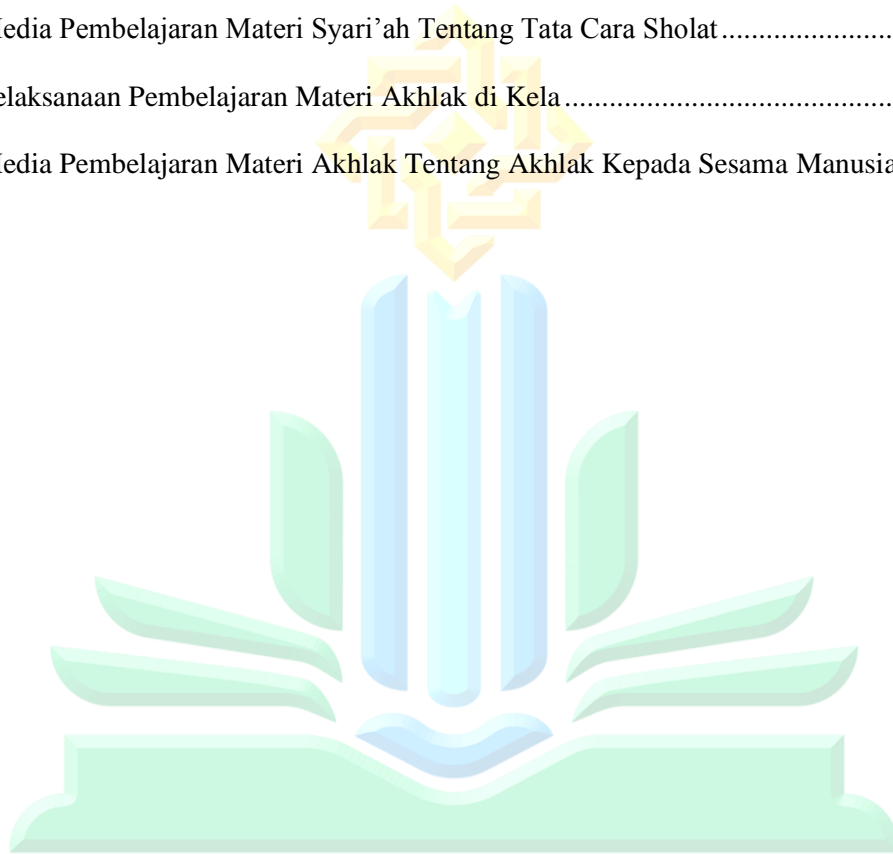 edia Pembelajaran Materi Syari’ah Tentang Tata Cara Sholat........................
elaksanaan Pembelajaran Materi Akhlak di Kela............................................
edia Pembelajaran Materi Akhlak Tentang Akhlak Kepada Sesama Manusia